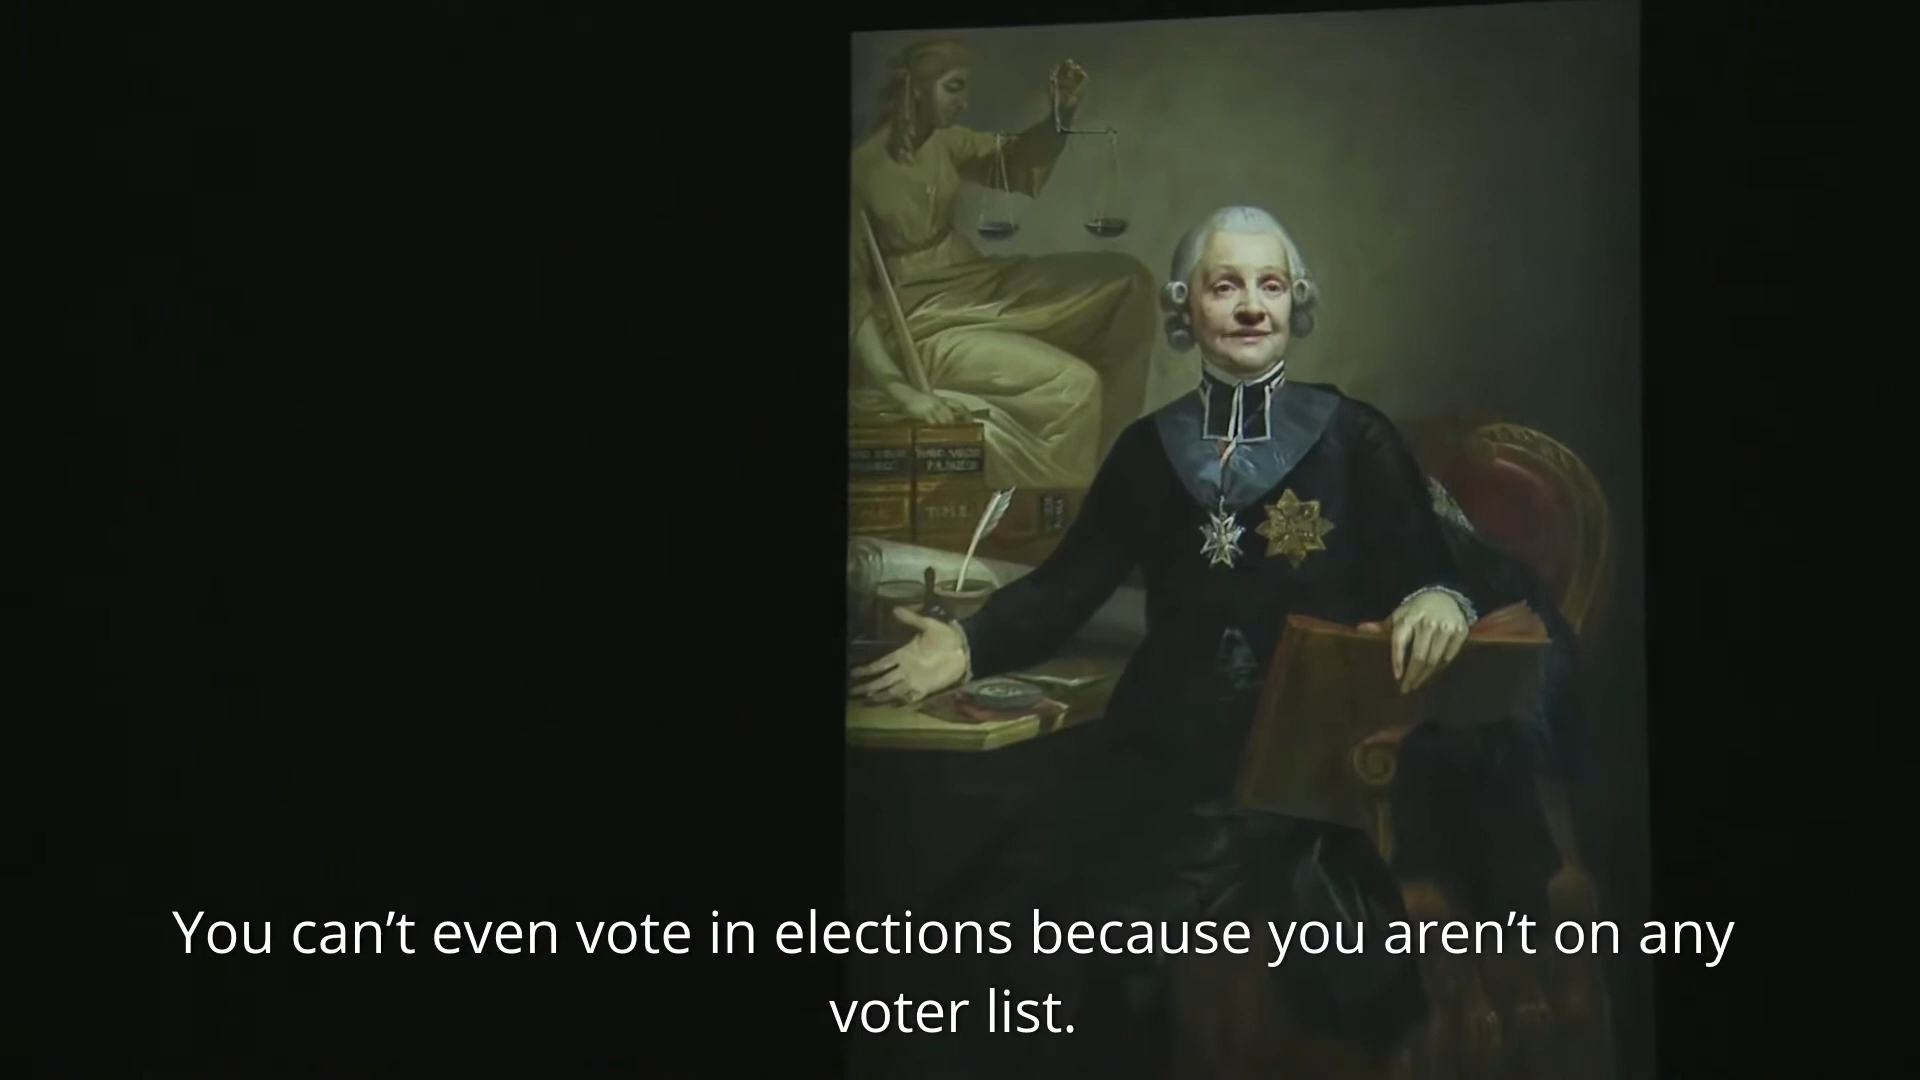 You can’t even vote in elections because you aren’t on any
voter list.